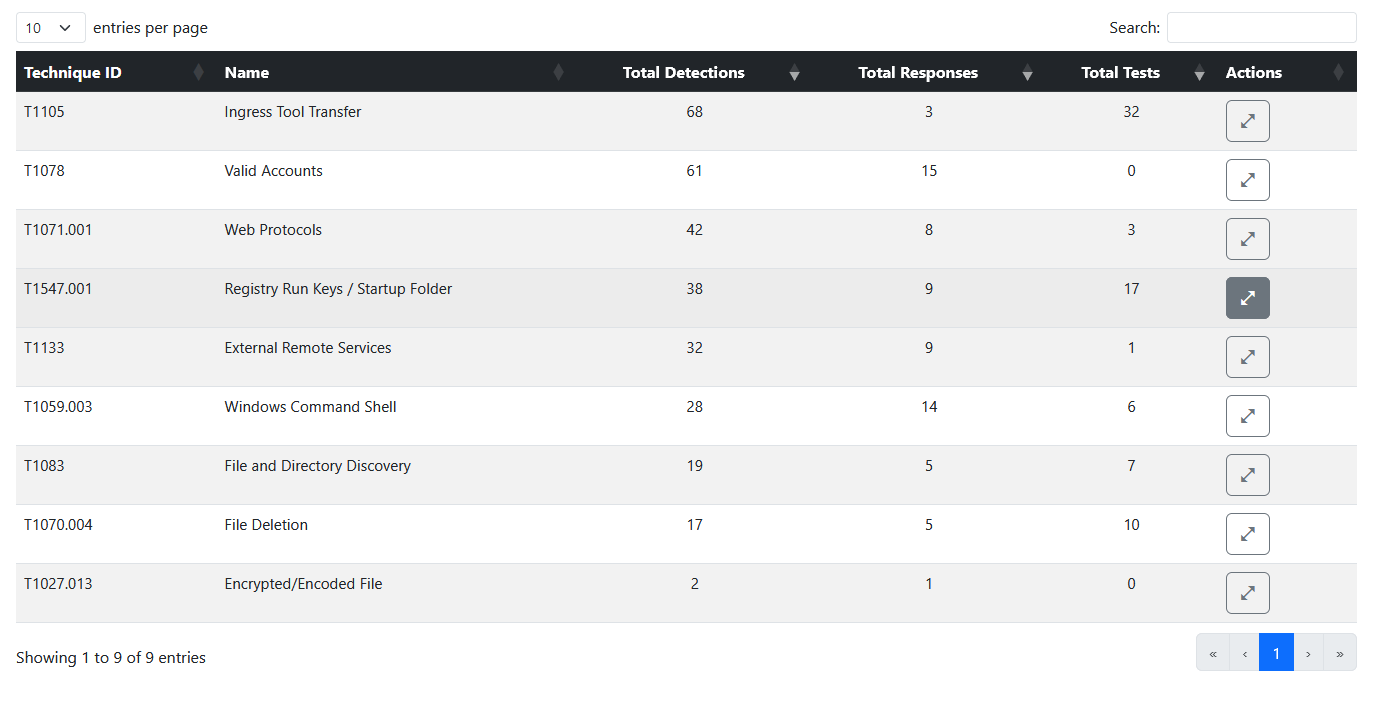 10 entries per page Search:
Technique ID Name Total Detections Total Responses Total Tests Actions
T1105 Ingress Tool Transfer 68 3 32
T1078 Valid Accounts 61 15 0
T1071.001 Web Protocols 42 8 3
T1547.001 Registry Run Keys / Startup Folder 38 9 17
T1133 External Remote Services 32 9 1
T1059.003 Windows Command Shell 28 14 6
T1083 File and Directory Discovery 19 5 7
T1070.004 File Deletion 17 5 10
T1027.013 Encrypted/Encoded File 2 1 0
Showing 1 to 9 of 9 entries « ‹ 1 › »